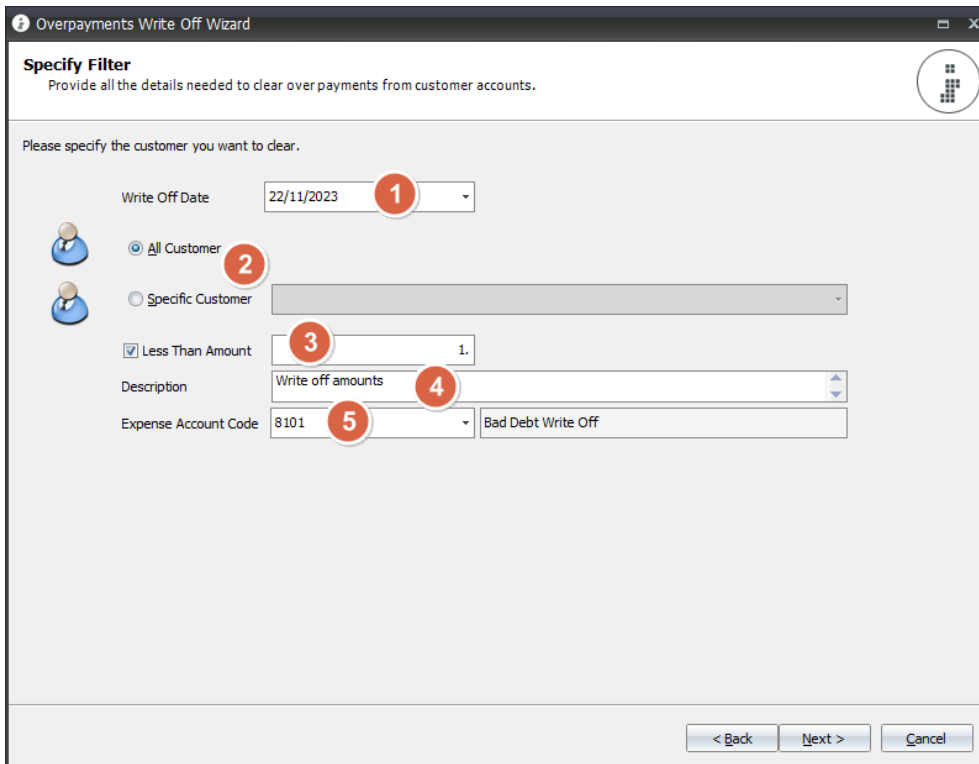 Overpayments Write Off Wizard
Specify Filter
Provide all the details needed to clear over payments from customer accounts.
Please specify the customer you want to clear.
Write Off Date 22/11/2023 1
All Customer
2
Specific Customer
Less Than Amount 3 1.
Description Write off amounts 4
Expense Account Code 8101 5 Bad Debt Write Off
< Back Next > Cancel